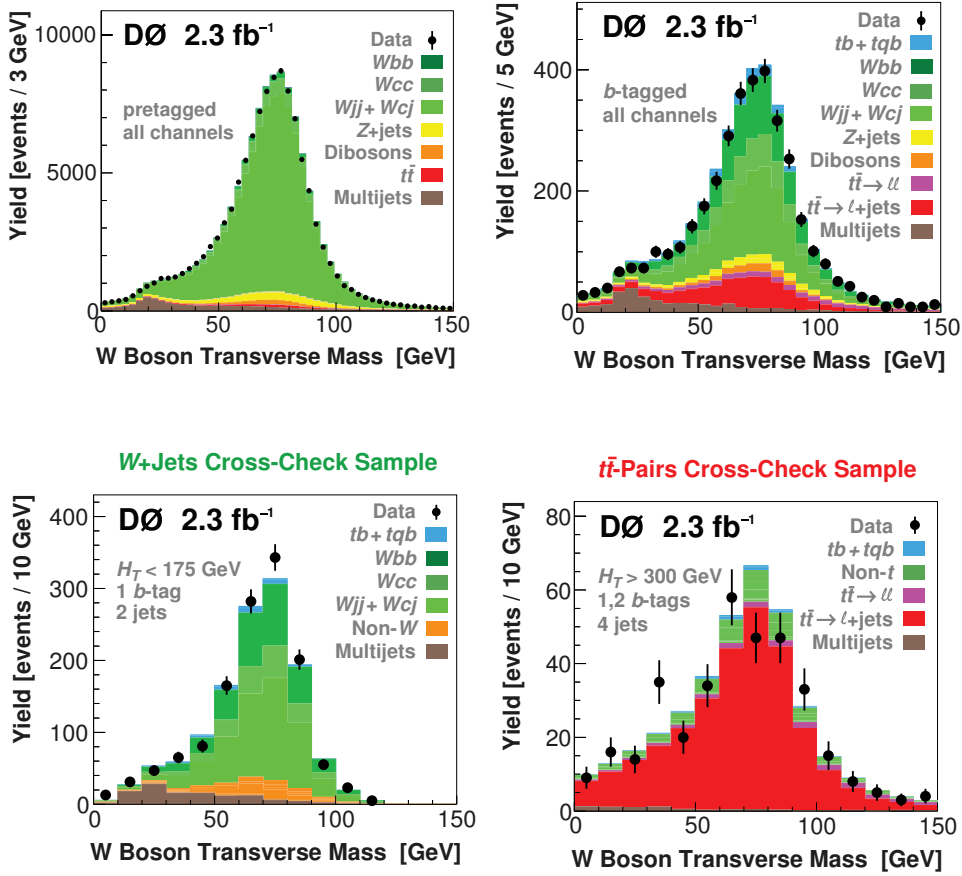 DØ 2.3 fb⁻¹
pretagged
all channels
Data
Wbb
Wcc
Wjj+Wcj
Z+jets
Dibosons
tt̄
Multijets
Yield [events / 3 GeV]
10000
5000
0
0 50 100 150
W Boson Transverse Mass [GeV]
DØ 2.3 fb⁻¹
b-tagged
all channels
Data
tb+tqb
Wbb
Wcc
Wjj+Wcj
Z+jets
Dibosons
tt̄→ℓℓ
tt̄→ℓ+jets
Multijets
Yield [events / 5 GeV]
400
200
0
0 50 100 150
W Boson Transverse Mass [GeV]
W+Jets Cross-Check Sample
DØ 2.3 fb⁻¹
H_T < 175 GeV
1 b-tag
2 jets
Data
tb+tqb
Wbb
Wcc
Wjj+Wcj
Non-W
Multijets
Yield [events / 10 GeV]
400
300
200
100
0
0 50 100 150
W Boson Transverse Mass [GeV]
tt̄-Pairs Cross-Check Sample
DØ 2.3 fb⁻¹
H_T > 300 GeV
1,2 b-tags
4 jets
Data
tb+tqb
Non-t
tt̄→ℓℓ
tt̄→ℓ+jets
Multijets
Yield [events / 10 GeV]
80
60
40
20
0
0 50 100 150
W Boson Transverse Mass [GeV]